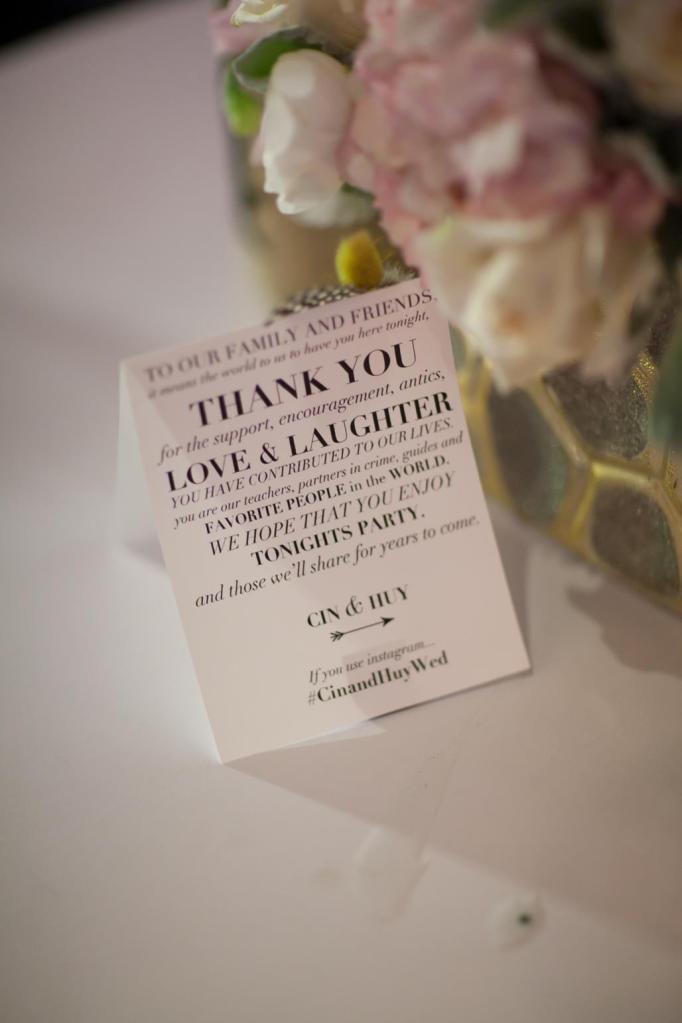 TO OUR FAMILY AND FRIENDS,
it means the world to us to have you here tonight,
THANK YOU
for the support, encouragement, antics,
LOVE & LAUGHTER
YOU HAVE CONTRIBUTED TO OUR LIVES.
you are our teachers, partners in crime, guides and
FAVORITE PEOPLE in the WORLD.
WE HOPE THAT YOU ENJOY
TONIGHTS PARTY.
and those we'll share for years to come.
CIN & HUY
If you use instagram...
#CinandHuyWed